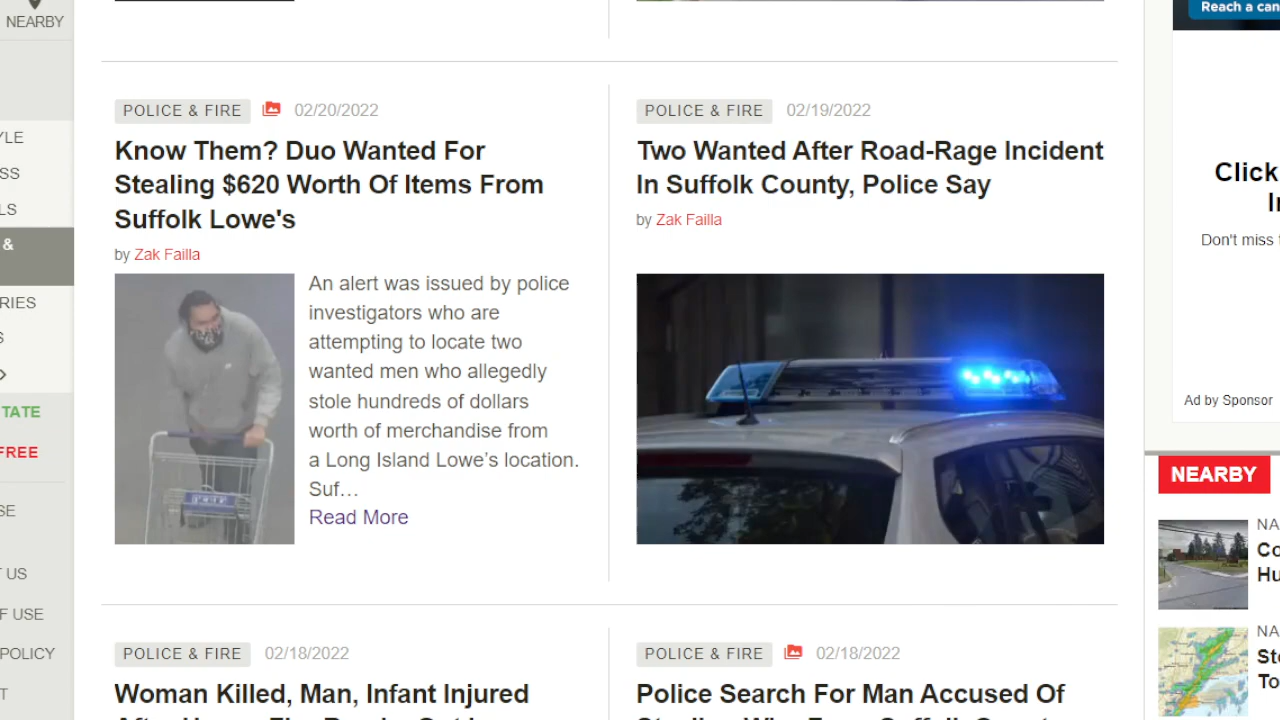 NEARBY
YLE
SS
LS
&
RIES
S
TATE
FREE
SE
T US
F USE
POLICY
T
POLICE & FIRE 02/20/2022
Know Them? Duo Wanted For
Stealing $620 Worth Of Items From
Suffolk Lowe's
by Zak Failla
An alert was issued by police
investigators who are
attempting to locate two
wanted men who allegedly
stole hundreds of dollars
worth of merchandise from
a Long Island Lowe's location.
Suf…
Read More
POLICE & FIRE 02/19/2022
Two Wanted After Road-Rage Incident
In Suffolk County, Police Say
by Zak Failla
POLICE & FIRE 02/18/2022
Woman Killed, Man, Infant Injured
POLICE & FIRE 02/18/2022
Police Search For Man Accused Of
Reach a can
Click
I
Don't miss
Ad by Sponsor
NEARBY
NA
Co
Hu
NA
Sto
To